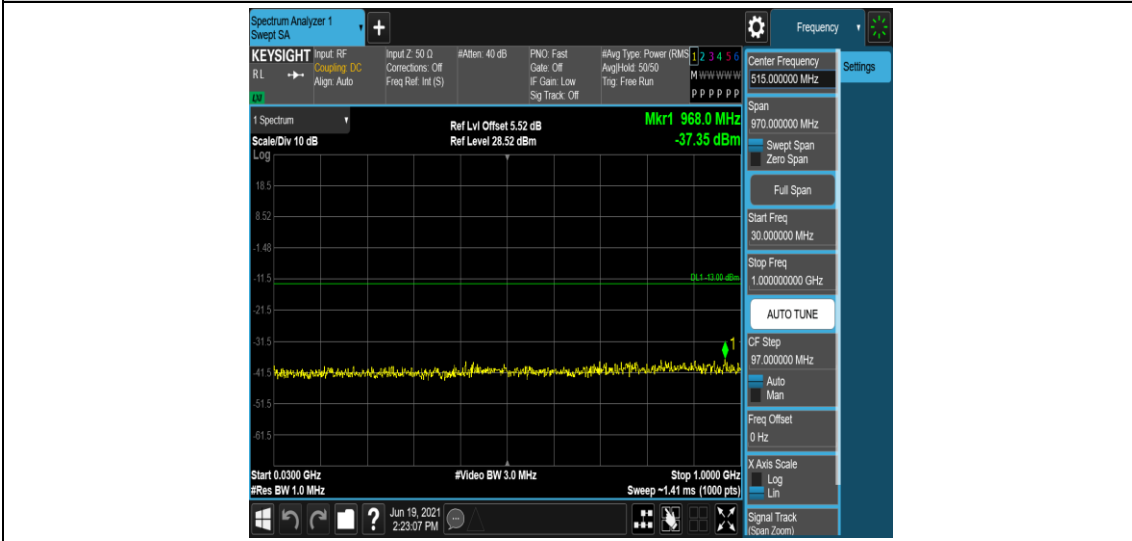 Spectrum Analyzer 1
Swept SA
+
Frequency
KEYSIGHT
RL
LXI
Input: RF
Coupling: DC
Align: Auto
Input Z: 50 Ω
Corrections: Off
Freq Ref: Int (S)
#Atten: 40 dB
PNO: Fast
Gate: Off
IF Gain: Low
Sig Track: Off
#Avg Type: Power (RMS
Avg|Hold: 50/50
Trig: Free Run
1 2 3 4 5 6
M W W W W W
P P P P P P
1 Spectrum
Scale/Div 10 dB
Log
Ref Lvl Offset 5.52 dB
Ref Level 28.52 dBm
Mkr1 968.0 MHz
-37.35 dBm
18.5
8.52
-1.48
-11.5
DL1 -13.00 dBm
-21.5
-31.5
1
-41.5
-51.5
-61.5
Start 0.0300 GHz
#Video BW 3.0 MHz
Stop 1.0000 GHz
#Res BW 1.0 MHz
Sweep ~1.41 ms (1000 pts)
?
Jun 19, 2021
2:23:07 PM
Center Frequency
515.000000 MHz
Settings
Span
970.000000 MHz
Swept Span
Zero Span
Full Span
Start Freq
30.000000 MHz
Stop Freq
1.000000000 GHz
AUTO TUNE
CF Step
97.000000 MHz
Auto
Man
Freq Offset
0 Hz
X Axis Scale
Log
Lin
Signal Track
(Span Zoom)